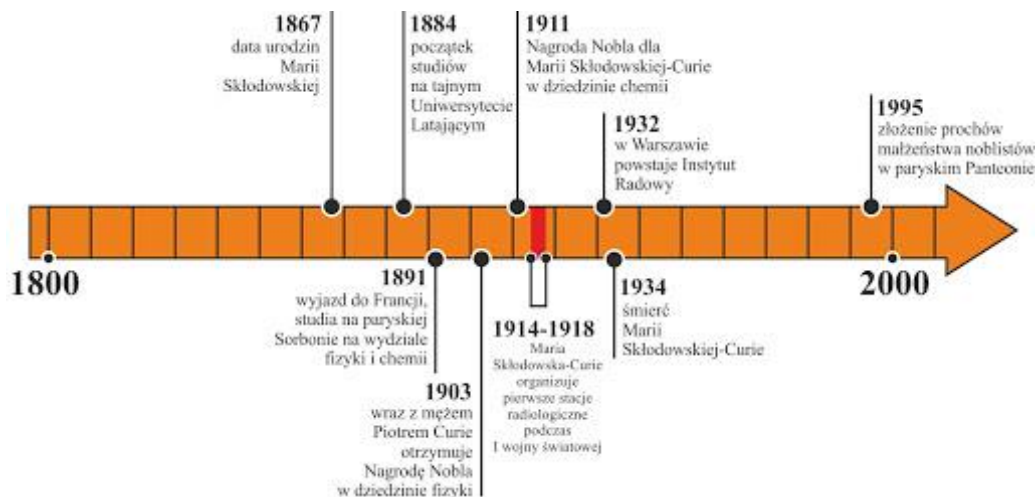 1867
data urodzin
Marii
Skłodowskiej
1884
początek
studiów
na tajnym
Uniwersytecie
Latającym
1911
Nagroda Nobla dla
Marii Skłodowskiej-Curie
w dziedzinie chemii
1932
w Warszawie
powstaje Instytut
Radowy
1995
złożenie prochów
małżeństwa noblistów
w paryskim Panteonie
1800
2000
1891
wyjazd do Francji,
studia na paryskiej
Sorbonie na wydziale
fizyki i chemii
1903
wraz z mężem
Piotrem Curie
otrzymuje
Nagrodę Nobla
w dziedzinie fizyki
1914-1918
Maria
Skłodowska-Curie
organizuje
pierwsze stacje
radiologiczne
podczas
I wojny światowej
1934
śmierć
Marii
Skłodowskiej-Curie